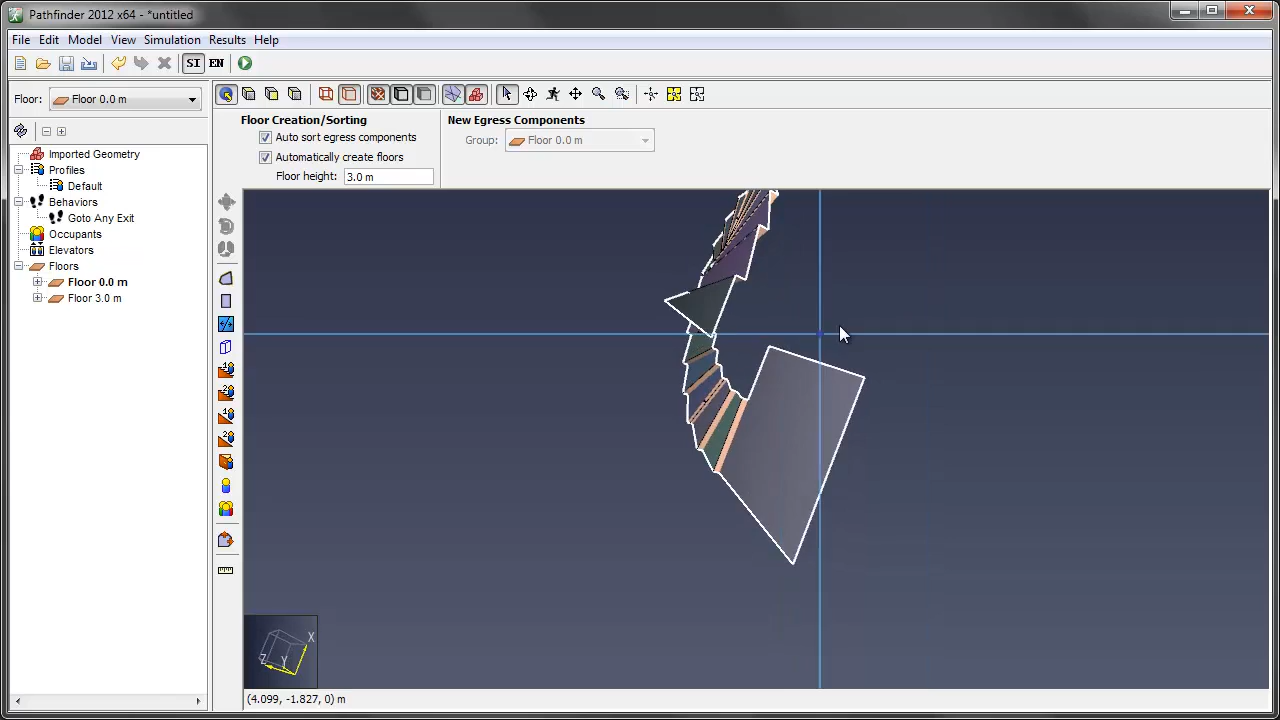 Pathfinder 2012 x64 - *untitled
File Edit Model View Simulation Results Help
SI EN
Floor: Floor 0.0 m
Floor Creation/Sorting
Auto sort egress components
Automatically create floors
Floor height: 3.0 m
New Egress Components
Group: Floor 0.0 m
Imported Geometry
Profiles
Default
Behaviors
Goto Any Exit
Occupants
Elevators
Floors
Floor 0.0 m
Floor 3.0 m
X
Z
Y
(4.099, -1.827, 0) m